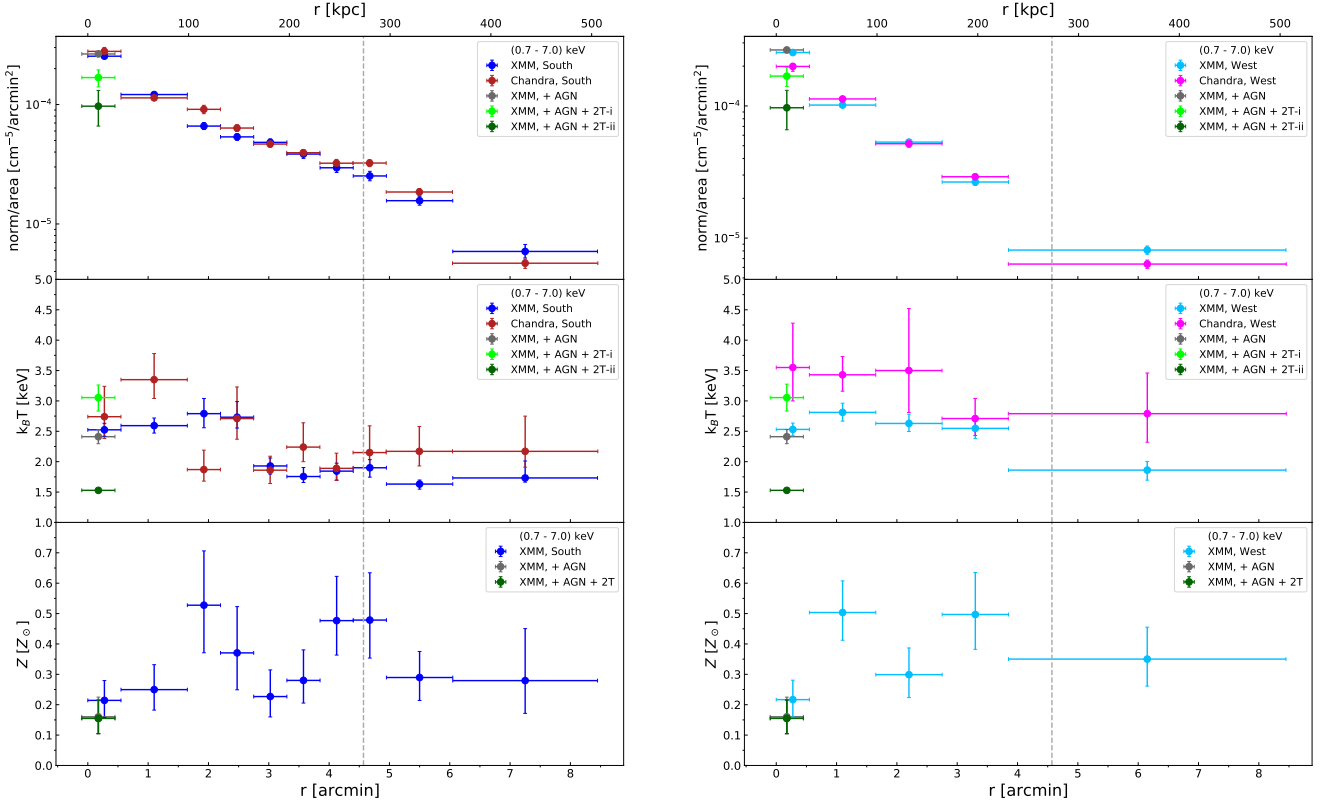 r [kpc]
0 100 200 300 400 500
norm/area [cm⁻⁵/arcmin²]
10⁻⁴
10⁻⁵
(0.7 - 7.0) keV
XMM, South
Chandra, South
XMM, + AGN
XMM, + AGN + 2T-i
XMM, + AGN + 2T-ii
k_BT [keV]
5.0
4.5
4.0
3.5
3.0
2.5
2.0
1.5
1.0
(0.7 - 7.0) keV
XMM, South
Chandra, South
XMM, + AGN
XMM, + AGN + 2T-i
XMM, + AGN + 2T-ii
Z [Z⊙]
0.7
0.6
0.5
0.4
0.3
0.2
0.1
0.0
(0.7 - 7.0) keV
XMM, South
XMM, + AGN
XMM, + AGN + 2T
0 1 2 3 4 5 6 7 8
r [arcmin]
r [kpc]
0 100 200 300 400 500
norm/area [cm⁻⁵/arcmin²]
10⁻⁴
10⁻⁵
(0.7 - 7.0) keV
XMM, West
Chandra, West
XMM, + AGN
XMM, + AGN + 2T-i
XMM, + AGN + 2T-ii
k_BT [keV]
5.0
4.5
4.0
3.5
3.0
2.5
2.0
1.5
1.0
(0.7 - 7.0) keV
XMM, West
Chandra, West
XMM, + AGN
XMM, + AGN + 2T-i
XMM, + AGN + 2T-ii
Z [Z⊙]
0.7
0.6
0.5
0.4
0.3
0.2
0.1
0.0
(0.7 - 7.0) keV
XMM, West
XMM, + AGN
XMM, + AGN + 2T
0 1 2 3 4 5 6 7 8
r [arcmin]